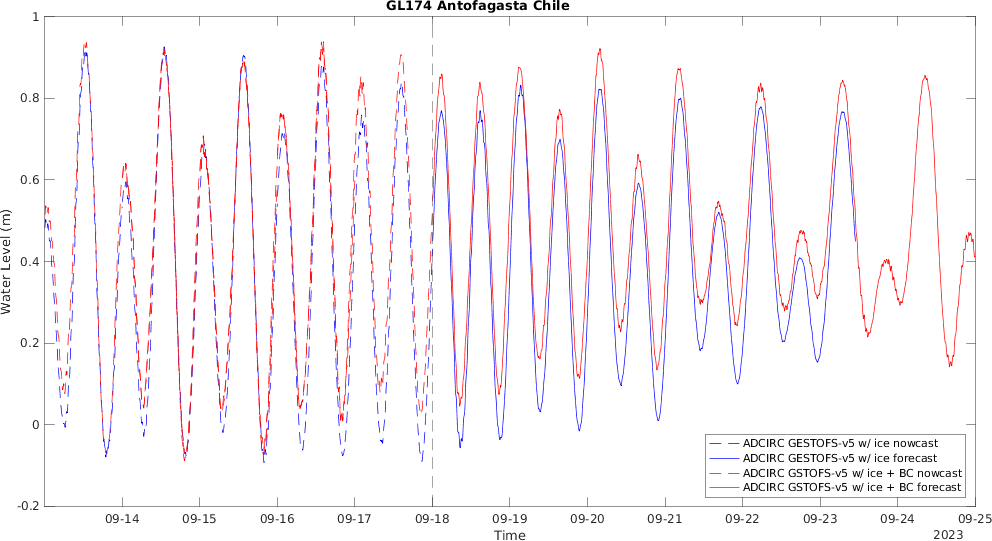 GL174 Antofagasta Chile
Water Level (m)
1
0.8
0.6
0.4
0.2
0
-0.2
09-14 09-15 09-16 09-17 09-18 09-19 09-20 09-21 09-22 09-23 09-24 09-25
Time
2023
ADCIRC GESTOFS-v5 w/ ice nowcast
ADCIRC GESTOFS-v5 w/ ice forecast
ADCIRC GSTOFS-v5 w/ ice + BC nowcast
ADCIRC GSTOFS-v5 w/ ice + BC forecast